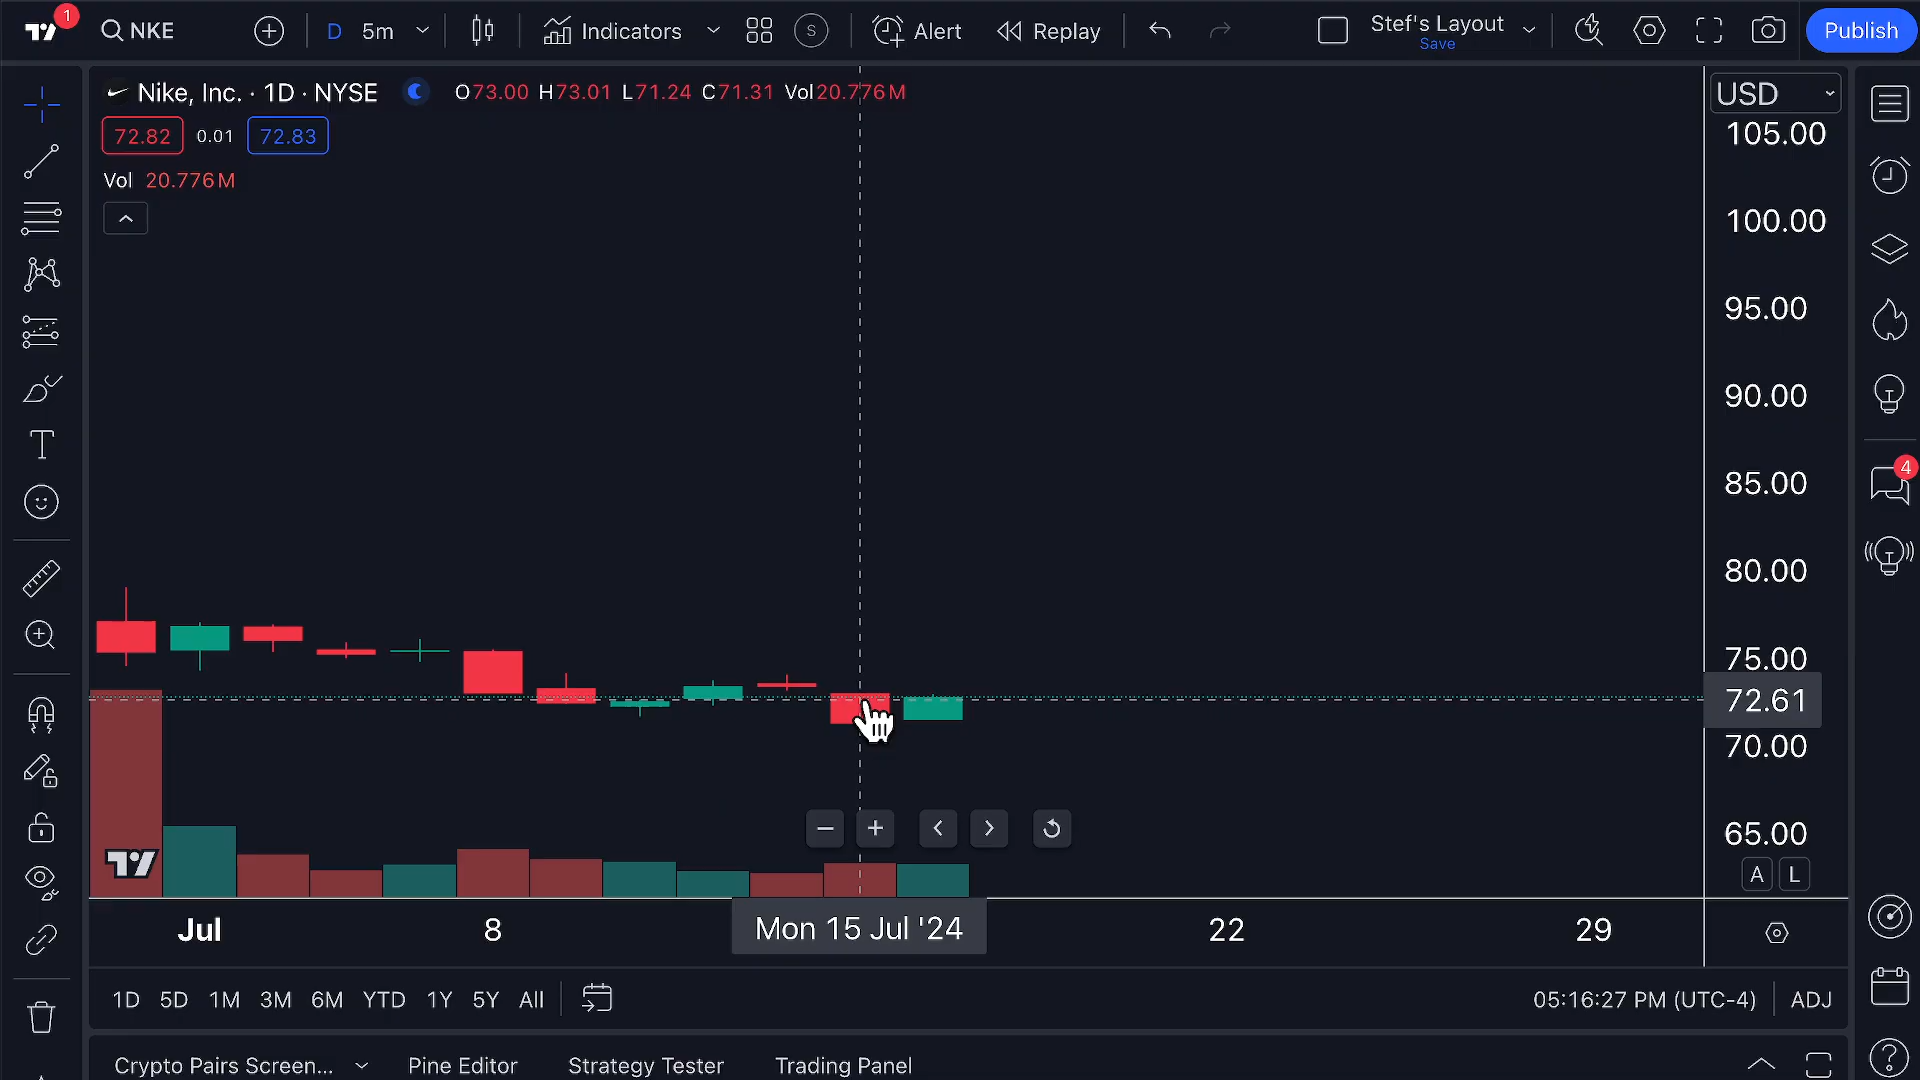 1
NKE
D
5m
Indicators
S
Alert
Replay
Stef's Layout
Save
Publish
Nike, Inc. · 1D · NYSE
O73.00 H73.01 L71.24 C71.31 Vol20.776M
USD
72.82
0.01
72.83
Vol 20.776M
105.00
100.00
95.00
90.00
85.00
80.00
75.00
72.61
70.00
65.00
4
A
L
Jul
8
Mon 15 Jul '24
22
29
1D
5D
1M
3M
6M
YTD
1Y
5Y
All
05:16:27 PM (UTC-4)
ADJ
Crypto Pairs Screen...
Pine Editor
Strategy Tester
Trading Panel